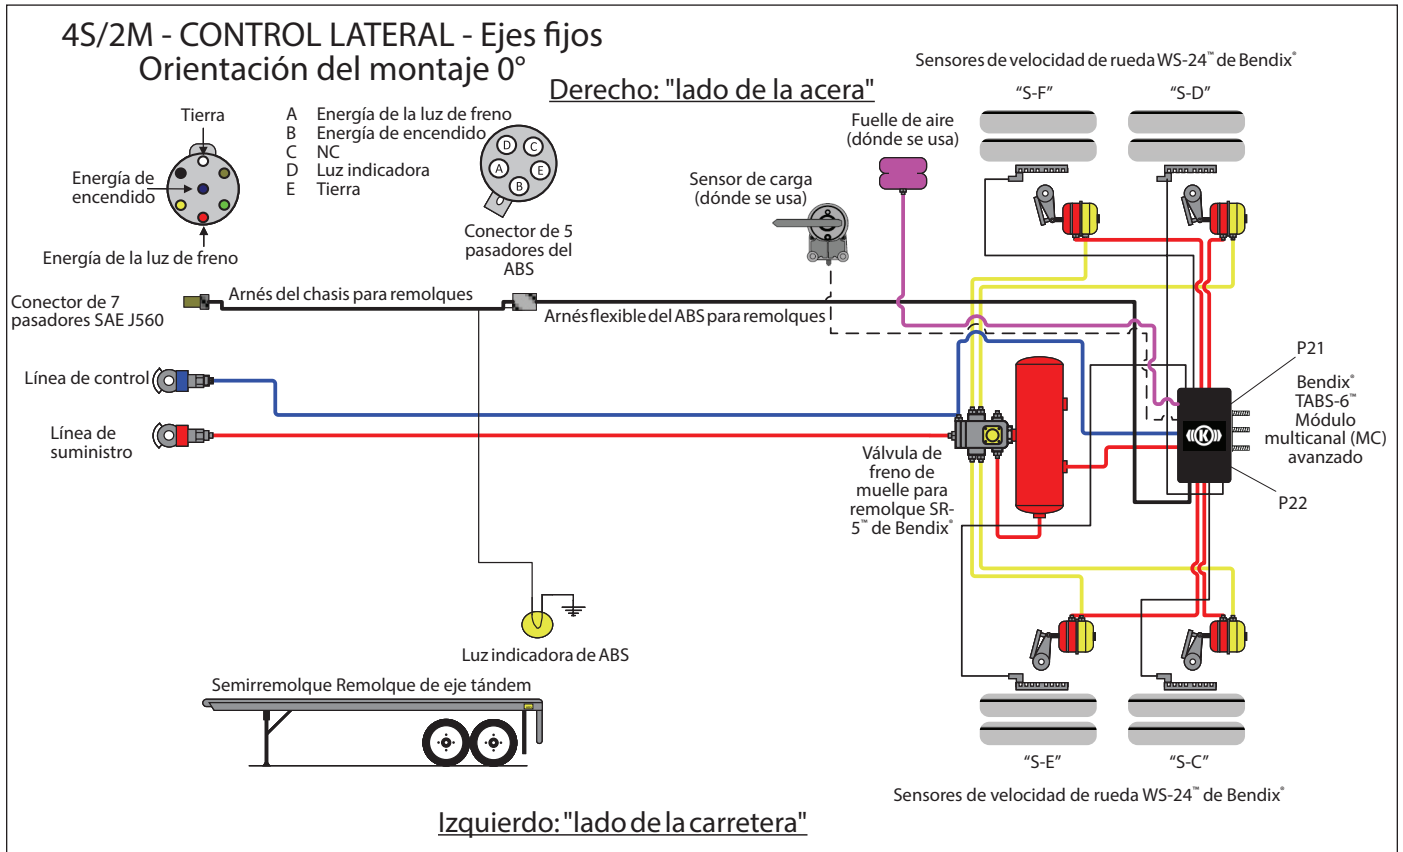 4S/2M - CONTROL LATERAL - Ejes fijos
Orientación del montaje 0°
Derecho: "lado de la acera"
Sensores de velocidad de rueda WS-24™ de Bendix®
"S-F"
"S-D"
Tierra
Energía de
encendido
Energía de la luz de freno
A Energía de la luz de freno
B Energía de encendido
C NC
D Luz indicadora
E Tierra
D
C
A
E
B
Conector de 5
pasadores del
ABS
Fuelle de aire
(dónde se usa)
Sensor de carga
(dónde se usa)
Conector de 7
pasadores SAE J560
Arnés del chasis para remolques
Arnés flexible del ABS para remolques
Línea de control
Línea de
suministro
Válvula de
freno de
muelle para
remolque SR-
5™ de Bendix®
P21
Bendix®
TABS-6™
Módulo
multicanal (MC)
avanzado
K
P22
Luz indicadora de ABS
Semirremolque Remolque de eje tándem
"S-E"
"S-C"
Sensores de velocidad de rueda WS-24™ de Bendix®
Izquierdo: "lado de la carretera"